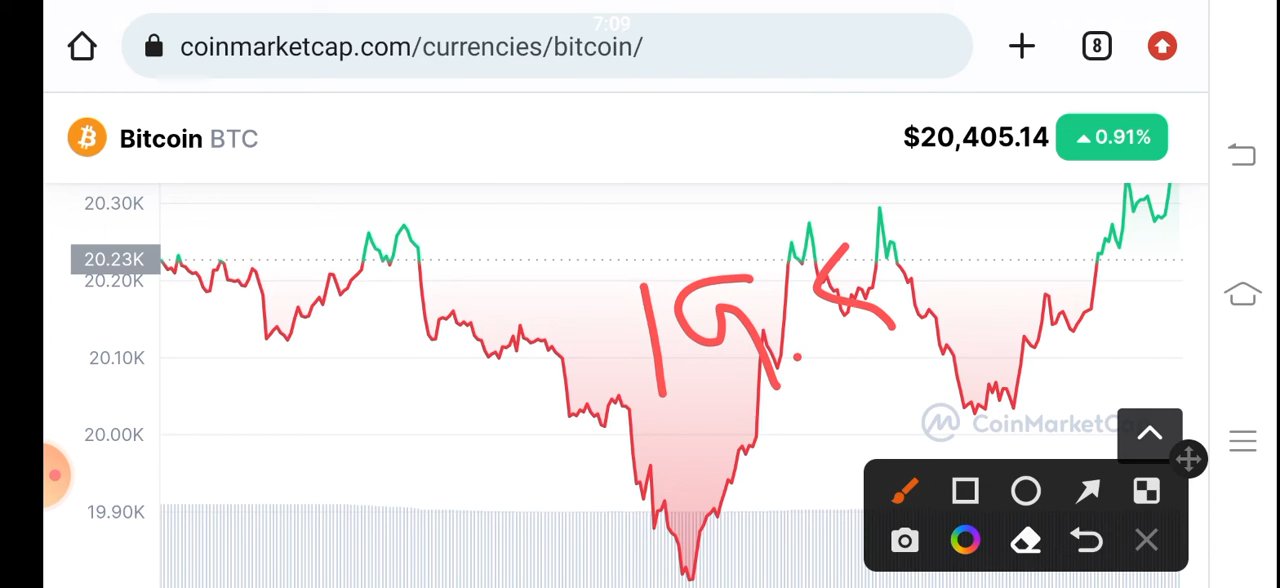 7:09
coinmarketcap.com/currencies/bitcoin/
8
Bitcoin BTC
$20,405.14
0.91%
20.30K
20.23K
20.20K
20.10K
20.00K
CoinMarketC
19.90K